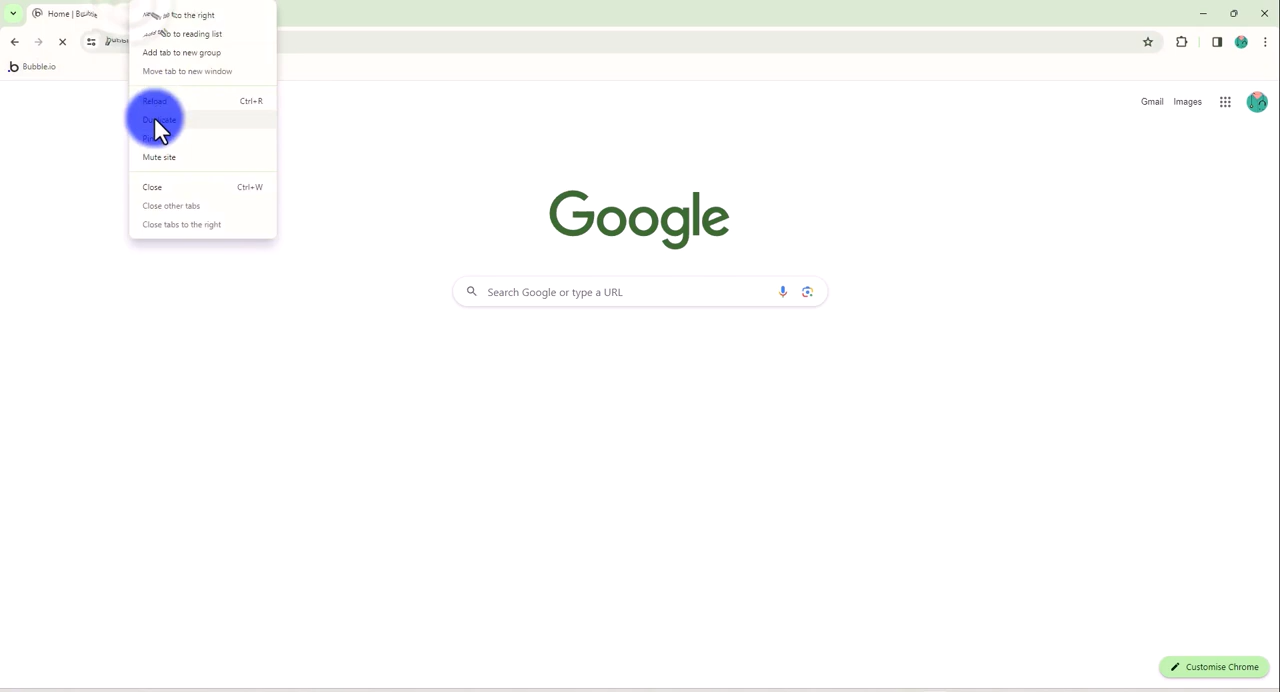 Home | Bubble
to the right
to reading list
Add tab to new group
Move tab to new window
Bubble.io
Reload Ctrl+R
Duplicate
Mute site
Close Ctrl+W
Close other tabs
Close tabs to the right
Gmail Images
Google
Search Google or type a URL
Customise Chrome